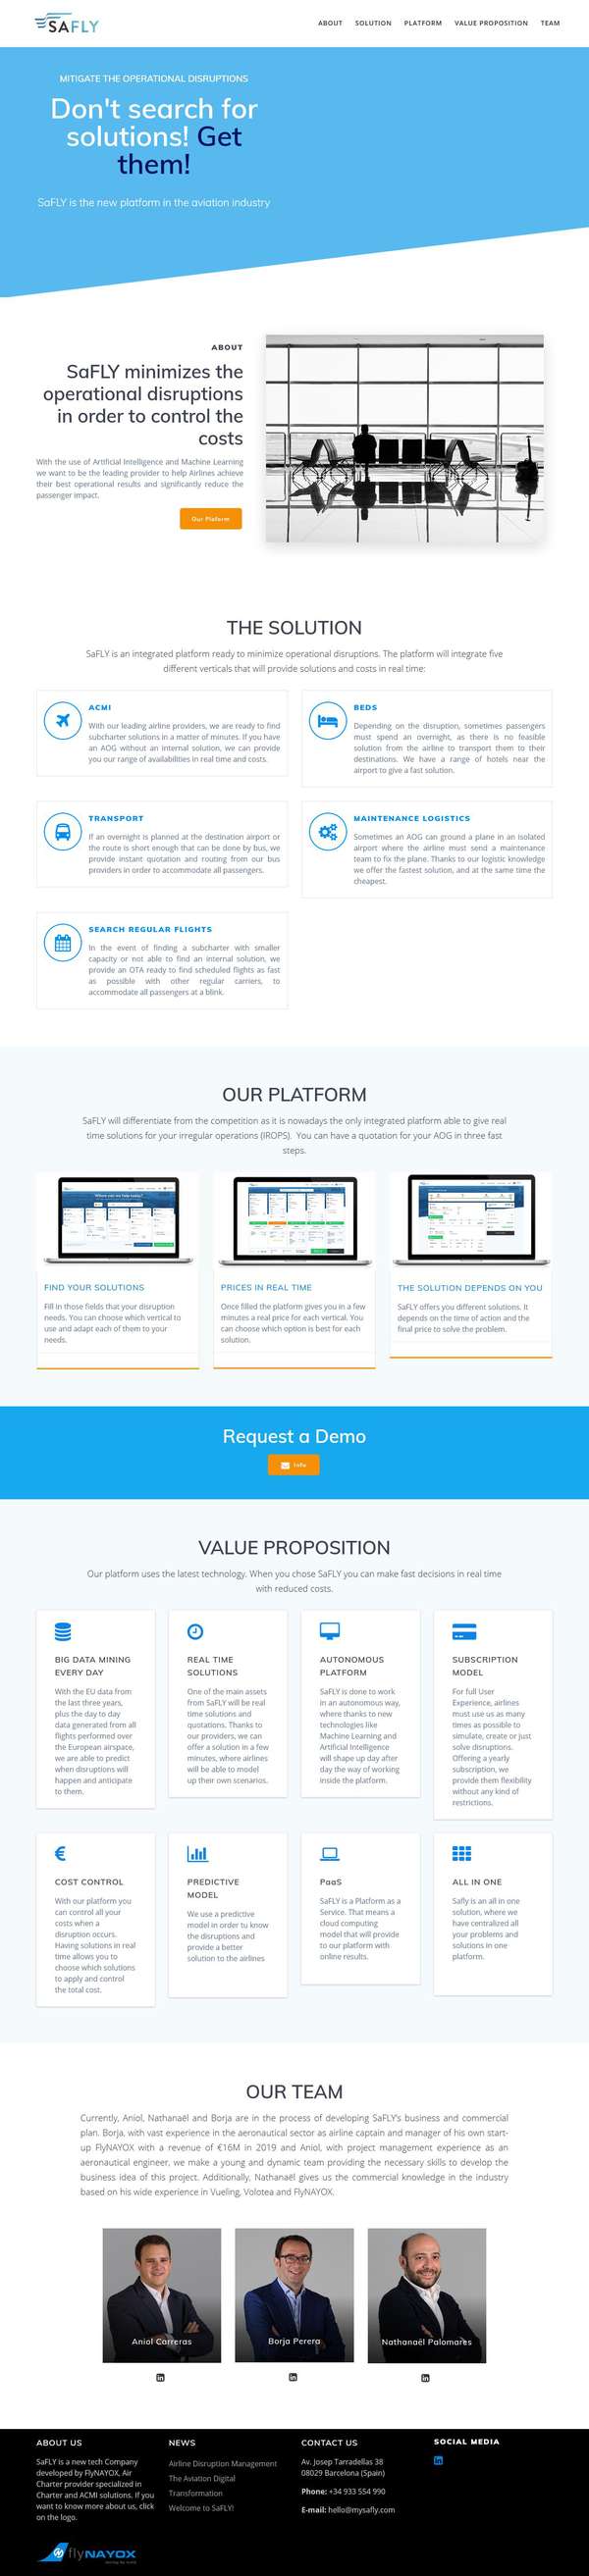 SAFLY
ABOUT SOLUTION PLATFORM VALUE PROPOSITION TEAM
MITIGATE THE OPERATIONAL DISRUPTIONS
Don't search for
solutions! Get
them!
SaFLY is the new platform in the aviation industry
ABOUT
SaFLY minimizes the
operational disruptions
in order to control the
costs
With the use of Artificial Intelligence and Machine Learning
we want to be the leading provider to help Airlines achieve
their best operational results and significantly reduce the
passenger impact.
Our Platform
THE SOLUTION
SaFLY is an integrated platform ready to minimize operational disruptions. The platform will integrate five
different verticals that will provide solutions and costs in real time:
ACMI
With our leading airline providers, we are ready to find
subcharter solutions in a matter of minutes. If you have
an AOG without an internal solution, we can provide
you our range of availabilities in real time and costs.
BEDS
Depending on the disruption, sometimes passengers
must spend an overnight, as there is no feasible
solution from the airline to transport them to their
destinations. We have a range of hotels near the
airport to give a fast solution.
TRANSPORT
If an overnight is planned at the destination airport or
the route is short enough that can be done by bus, we
provide instant quotation and routing from our bus
providers in order to accommodate all passengers.
MAINTENANCE LOGISTICS
Sometimes an AOG can ground a plane in an isolated
airport where the airline must send a maintenance
team to fix the plane. Thanks to our logistic knowledge
we offer the fastest solution, and at the same time the
cheapest.
SEARCH REGULAR FLIGHTS
In the event of finding a subcharter with smaller
capacity or not able to find an internal solution, we
provide an OTA ready to find scheduled flights as fast
as possible with other regular carriers, to
accommodate all passengers at a blink.
OUR PLATFORM
SaFLY will differentiate from the competition as it is nowadays the only integrated platform able to give real
time solutions for your irregular operations (IROPS). You can have a quotation for your AOG in three fast
steps.
FIND YOUR SOLUTIONS
Fill in those fields that your disruption
needs. You can choose which vertical to
use and adapt each of them to your
needs.
PRICES IN REAL TIME
Once filled the platform gives you in a few
minutes a real price for each vertical. You
can choose which option is best for each
solution.
THE SOLUTION DEPENDS ON YOU
SaFLY offers you different solutions. It
depends on the time of action and the
final price to solve the problem.
Request a Demo
Info
VALUE PROPOSITION
Our platform uses the latest technology. When you chose SaFLY you can make fast decisions in real time
with reduced costs.
BIG DATA MINING
EVERY DAY
With the EU data from
the last three years,
plus the day to day
data generated from all
flights performed over
the European airspace,
we are able to predict
when disruptions will
happen and anticipate
to them.
REAL TIME
SOLUTIONS
One of the main assets
from SaFLY will be real
time solutions and
quotations. Thanks to
our providers, we can
offer a solution in a few
minutes, where airlines
will be able to model
up their own scenarios.
AUTONOMOUS
PLATFORM
SaFLY is done to work
in an autonomous way,
where thanks to new
technologies like
Machine Learning and
Artificial Intelligence
will shape up day after
day the way of working
inside the platform.
SUBSCRIPTION
MODEL
For full User
Experience, airlines
must use us as many
times as possible to
simulate, create or just
solve disruptions.
Offering a yearly
subscription, we
provide them flexibility
without any kind of
restrictions.
COST CONTROL
With our platform you
can control all your
costs when a
disruption occurs.
Having solutions in real
time allows you to
choose which solutions
to apply and control
the total cost.
PREDICTIVE
MODEL
We use a predictive
model in order tu know
the disruptions and
provide a better
solution to the airlines
PaaS
SaFLY is a Platform as a
Service. That means a
cloud computing
model that will provide
to our platform with
online results.
ALL IN ONE
Safly is an all in one
solution, where we
have centralized all
your problems and
solutions in one
platform.
OUR TEAM
Currently, Aniol, Nathanaël and Borja are in the process of developing SaFLY's business and commercial
plan. Borja, with vast experience in the aeronautical sector as airline captain and manager of his own start-
up FlyNAYOX with a revenue of €16M in 2019 and Aniol, with project management experience as an
aeronautical engineer, we make a young and dynamic team providing the necessary skills to develop the
business idea of this project. Additionally, Nathanaël gives us the commercial knowledge in the industry
based on his wide experience in Vueling, Volotea and FlyNAYOX.
Aniol Carreras
Borja Perera
Nathanaël Palomares
ABOUT US
SaFLY is a new tech Company
developed by FlyNAYOX, Air
Charter provider specialized in
Charter and ACMI solutions. If you
want to know more about us, click
on the logo.
flyNAYOX
NEWS
Airline Disruption Management
The Aviation Digital
Transformation
Welcome to SaFLY!
CONTACT US
Av. Josep Tarradellas 38
08029 Barcelona (Spain)
Phone: +34 933 554 990
E-mail: hello@mysafly.com
SOCIAL MEDIA